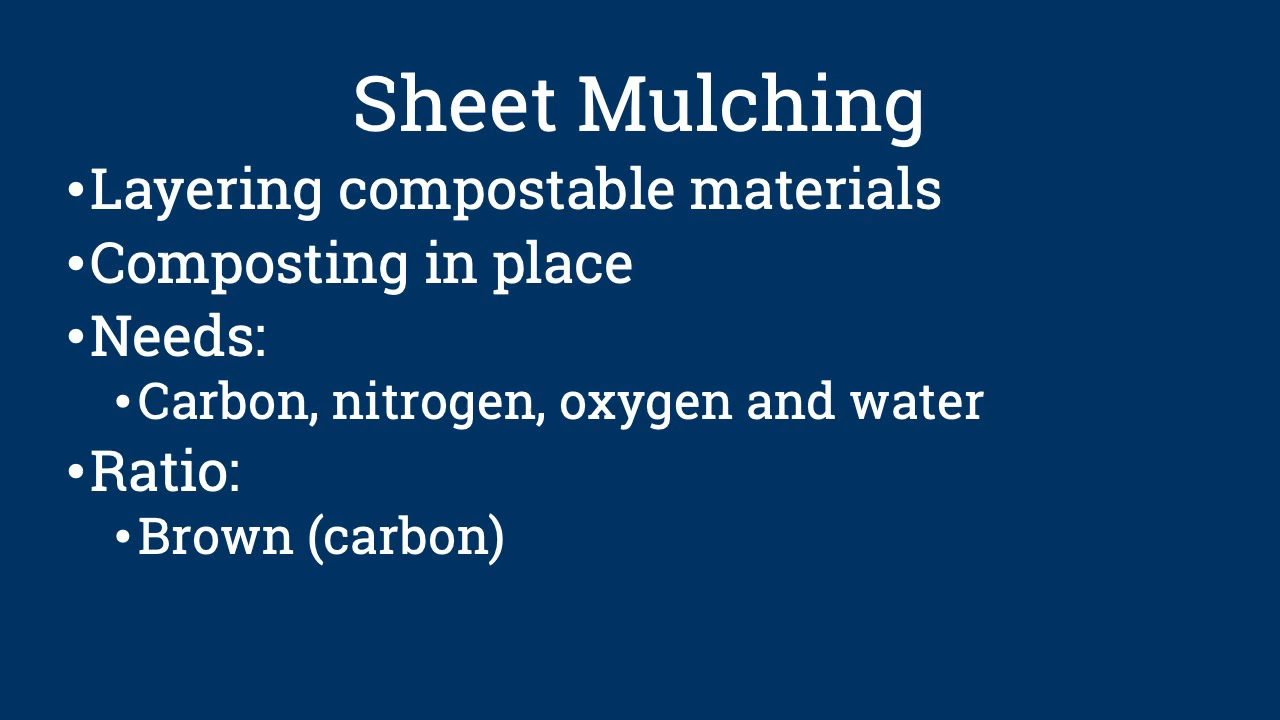 Sheet Mulching
•Layering compostable materials
•Composting in place
•Needs:
•Carbon, nitrogen, oxygen and water
•Ratio:
•Brown (carbon)